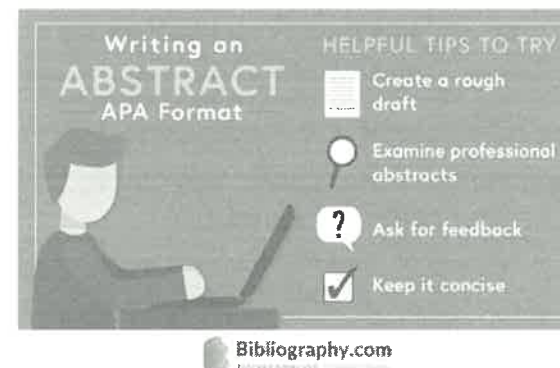 Writing an
ABSTRACT
APA Format
HELPFUL TIPS TO TRY
Create a rough
draft
Examine professional
abstracts
?
Ask for feedback
Keep it concise
Bibliography.com